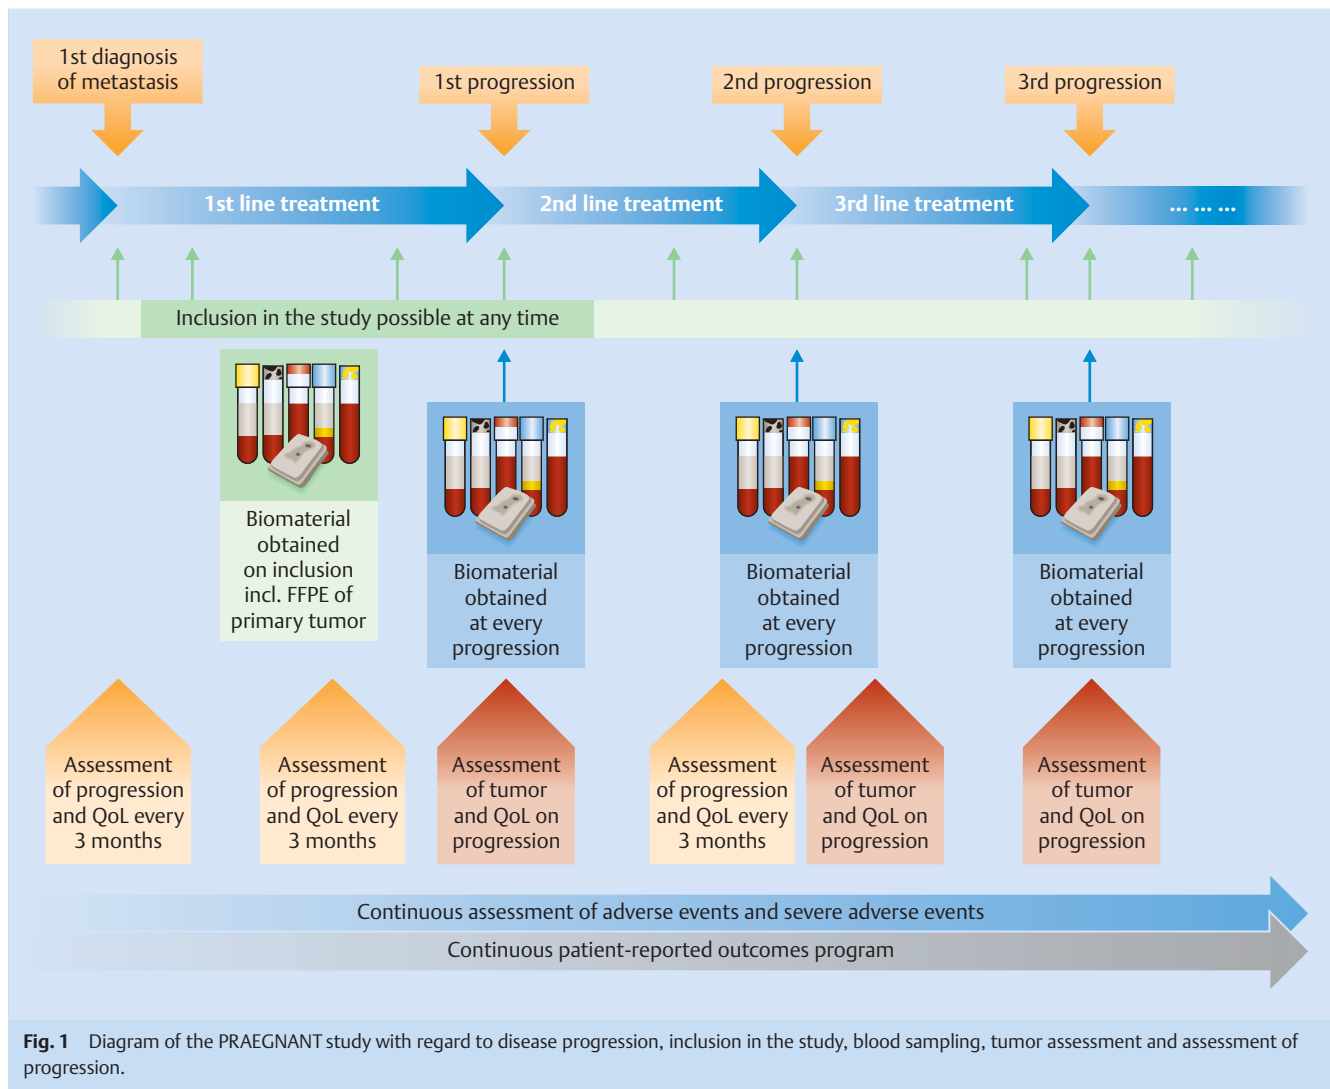 1st diagnosis
of metastasis
1st progression
2nd progression
3rd progression
1st line treatment
2nd line treatment
3rd line treatment
... ... ...
Inclusion in the study possible at any time
Biomaterial
obtained
on inclusion
incl. FFPE of
primary tumor
Biomaterial
obtained
at every
progression
Biomaterial
obtained
at every
progression
Biomaterial
obtained
at every
progression
Assessment
of progression
and QoL every
3 months
Assessment
of progression
and QoL every
3 months
Assessment
of tumor
and QoL on
progression
Assessment
of progression
and QoL every
3 months
Assessment
of tumor
and QoL on
progression
Assessment
of tumor
and QoL on
progression
Continuous assessment of adverse events and severe adverse events
Continuous patient-reported outcomes program
Fig. 1 Diagram of the PRAEGNANT study with regard to disease progression, inclusion in the study, blood sampling, tumor assessment and assessment of
progression.